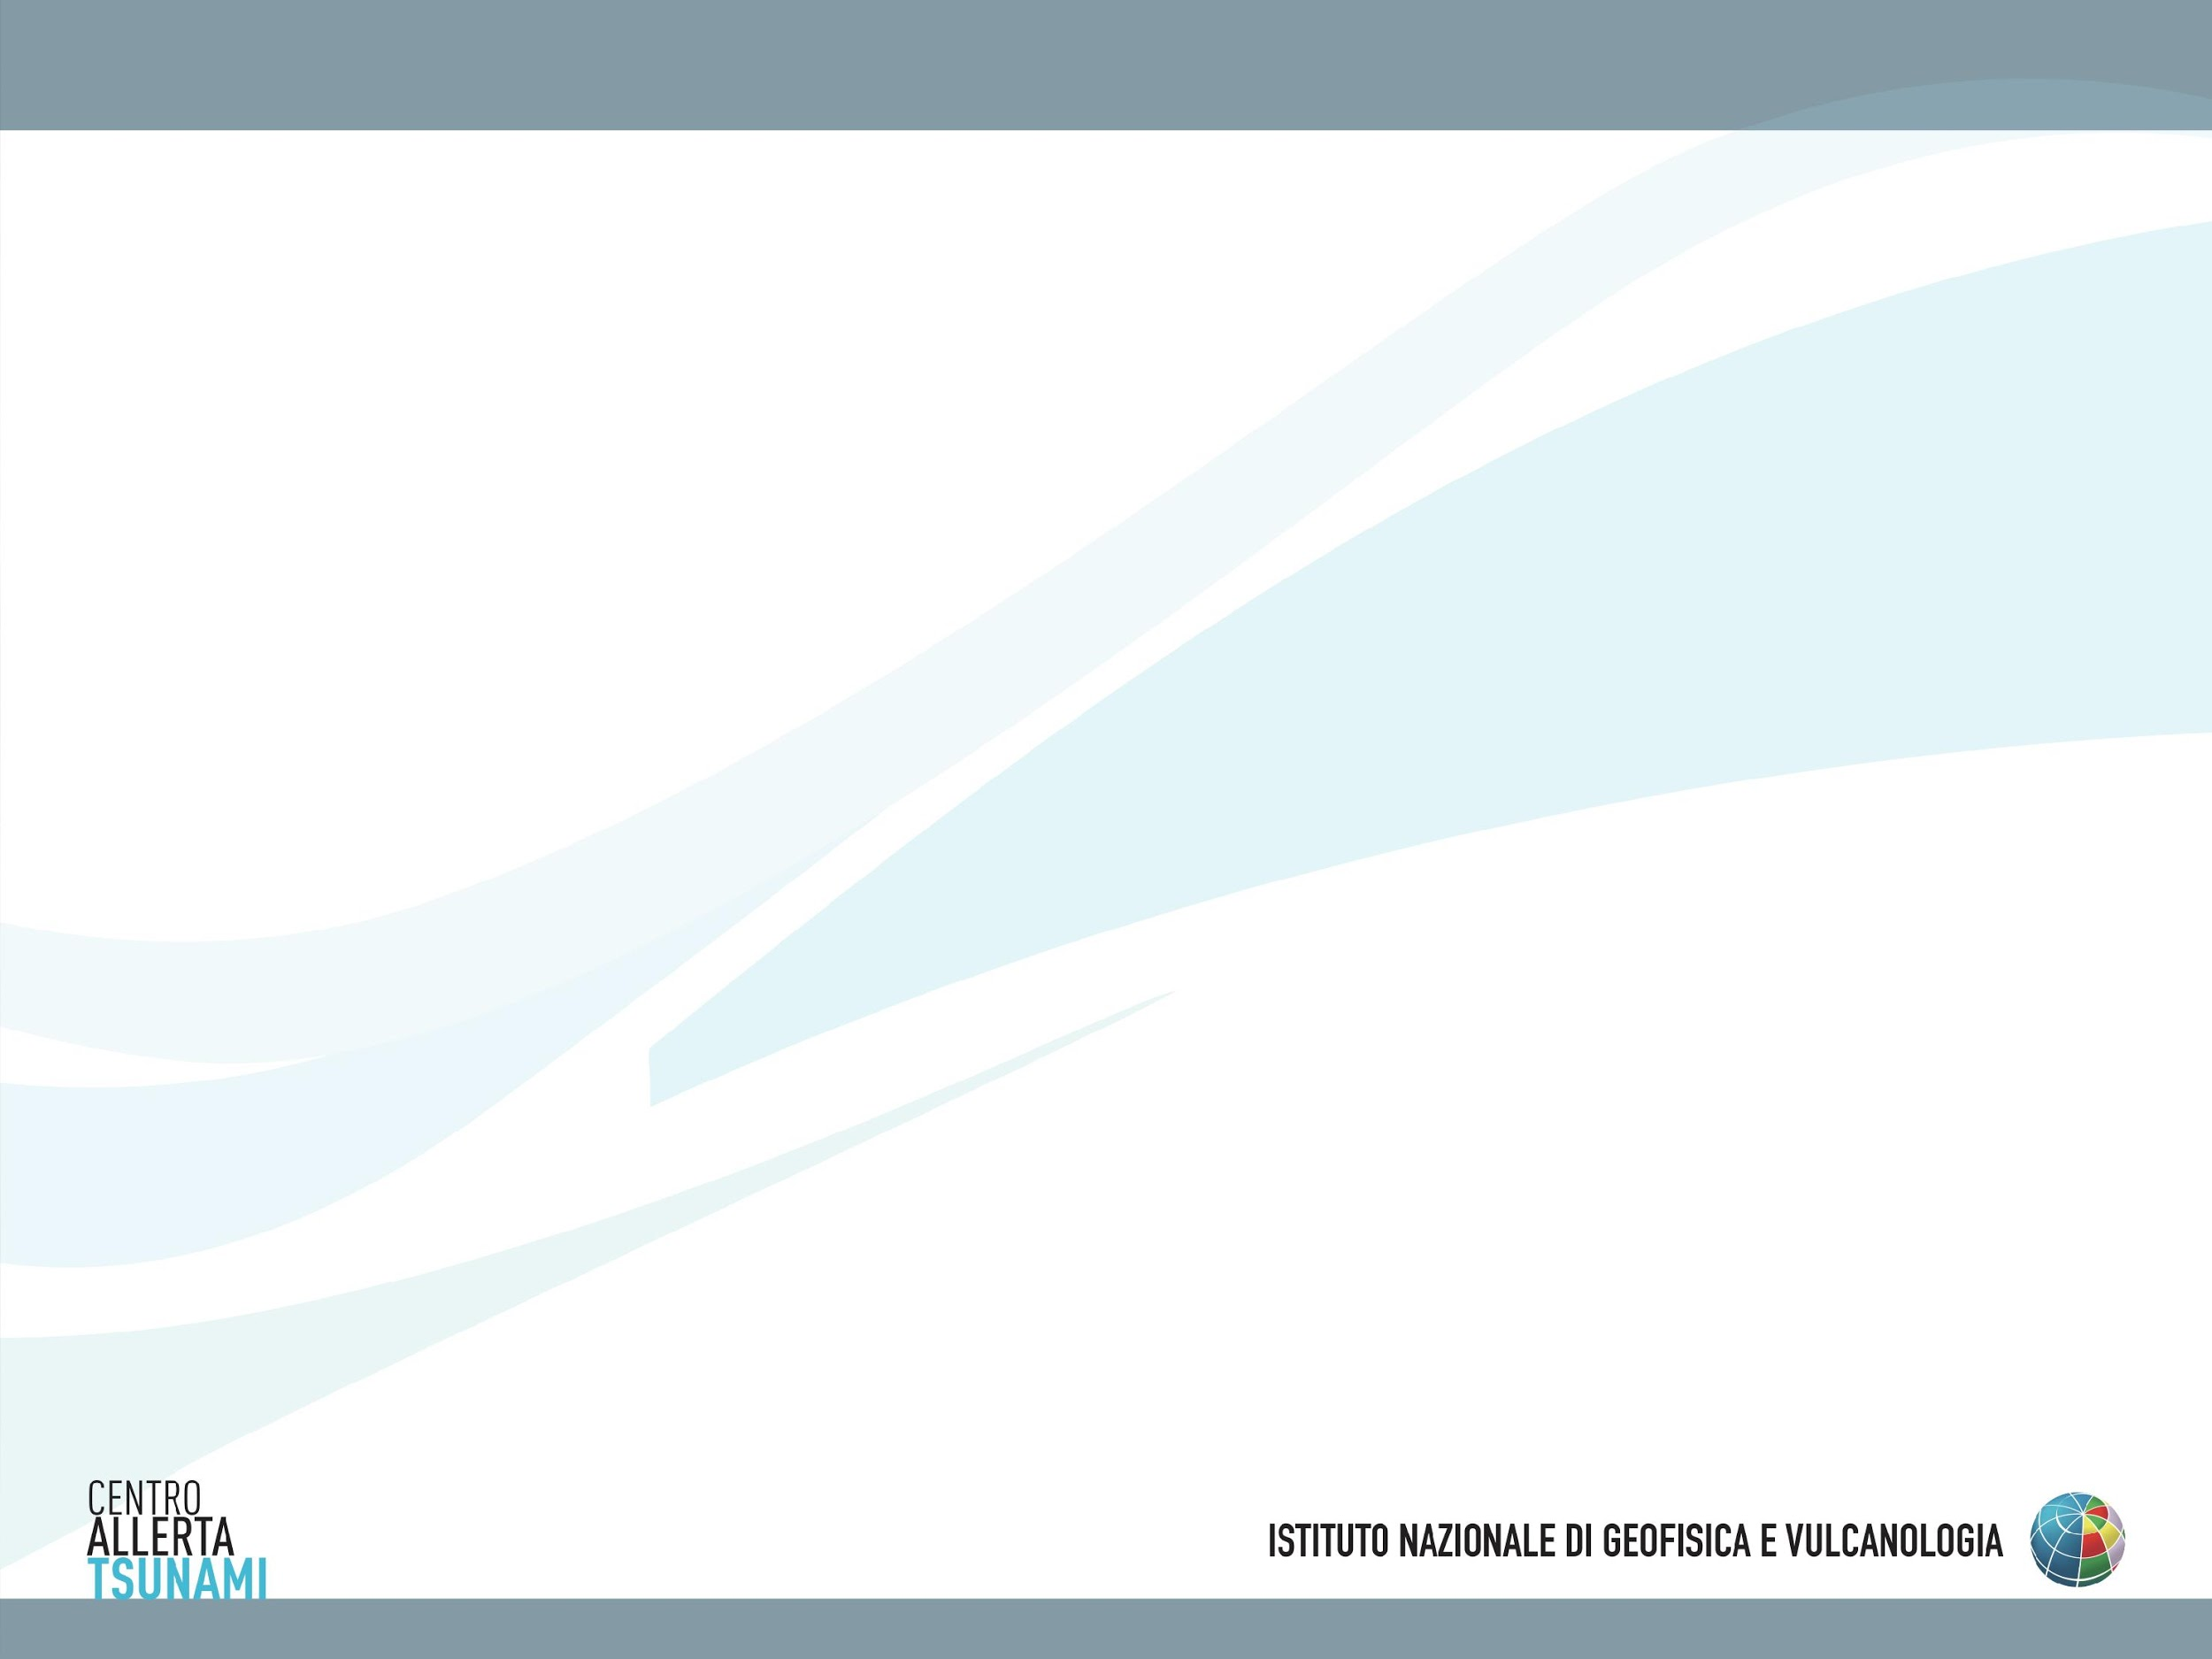 CENTRO
ALLERTA
TSUNAMI
ISTITUTO NAZIONALE DI GEOFISICA E VULCANOLOGIA